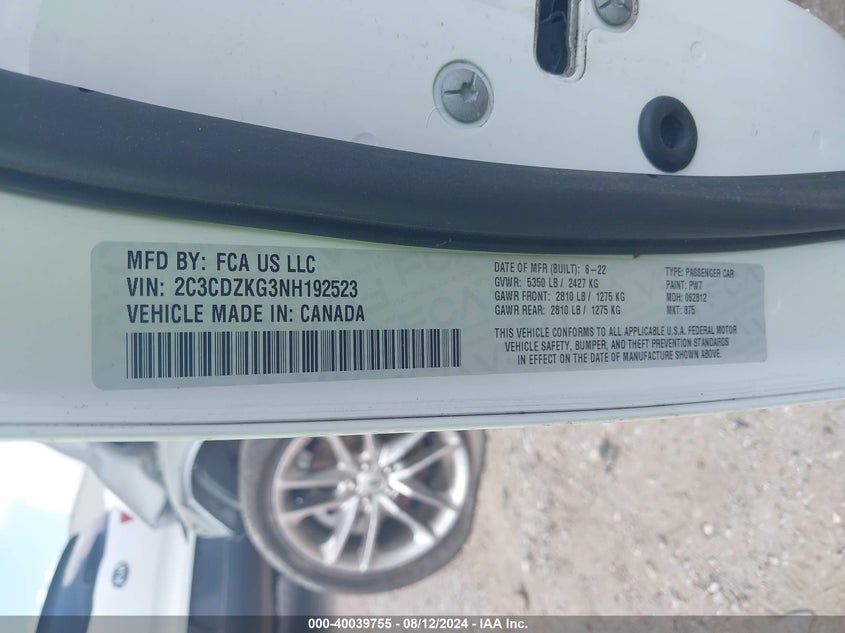 MFD BY: FCA US LLC
VIN: 2C3CDZKG3NH192523
VEHICLE MADE IN: CANADA
DATE OF MFR (BUILT): 6-22
GVWR: 5350 LB / 2427 KG
GAWR FRONT: 2810 LB / 1275 KG
GAWR REAR: 2810 LB / 1275 KG
TYPE: PASSENGER CAR
PAINT: PW7
MDH: 062812
MKT: 875
THIS VEHICLE CONFORMS TO ALL APPLICABLE U.S.A. FEDERAL MOTOR
VEHICLE SAFETY, BUMPER, AND THEFT PREVENTION STANDARDS
IN EFFECT ON THE DATE OF MANUFACTURE SHOWN ABOVE.
000-40039755 - 08/12/2024 - IAA Inc.